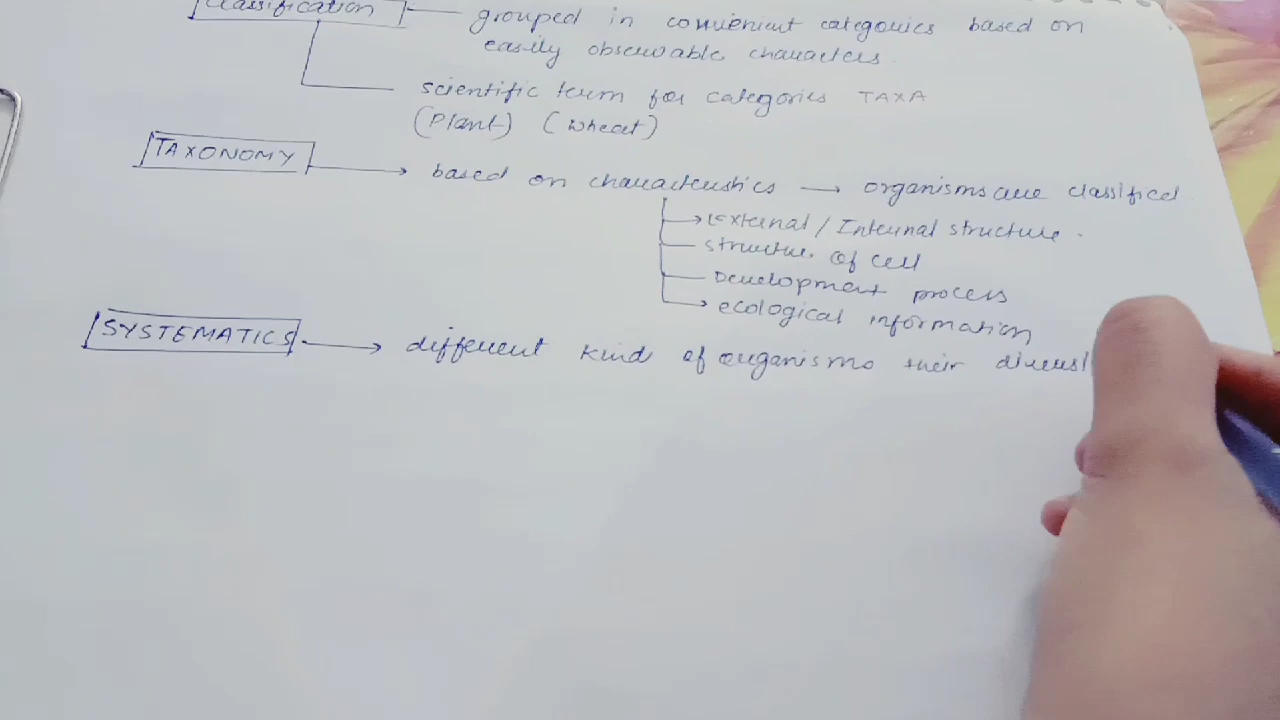 Classification grouped in convenient categories based on
easily observable characters.
scientific term for categories TAXA
(Plant) (wheat)
TAXONOMY based on characteristics → organisms are classified
External / Internal structure.
structure of cell
Development process
ecological information
SYSTEMATICS → different kind of organisms their diversi